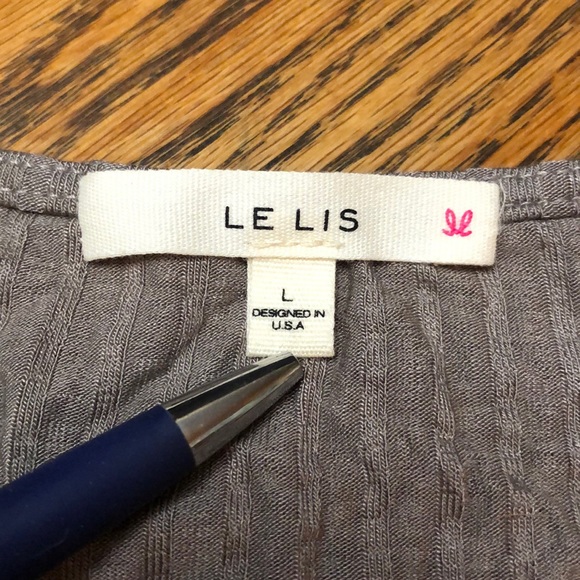 LE LIS
L
DESIGNED IN
U.S.A